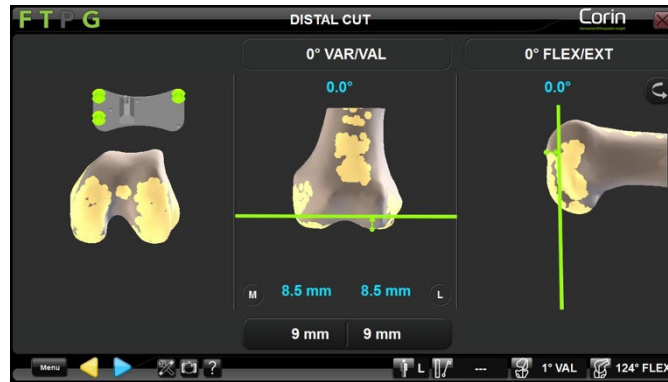 FTPG
DISTAL CUT
Corin
0° VAR/VAL
0° FLEX/EXT
0.0°
0.0°
M 8.5 mm 8.5 mm L
9 mm 9 mm
Menu ? L --- 1° VAL 124° FLEX